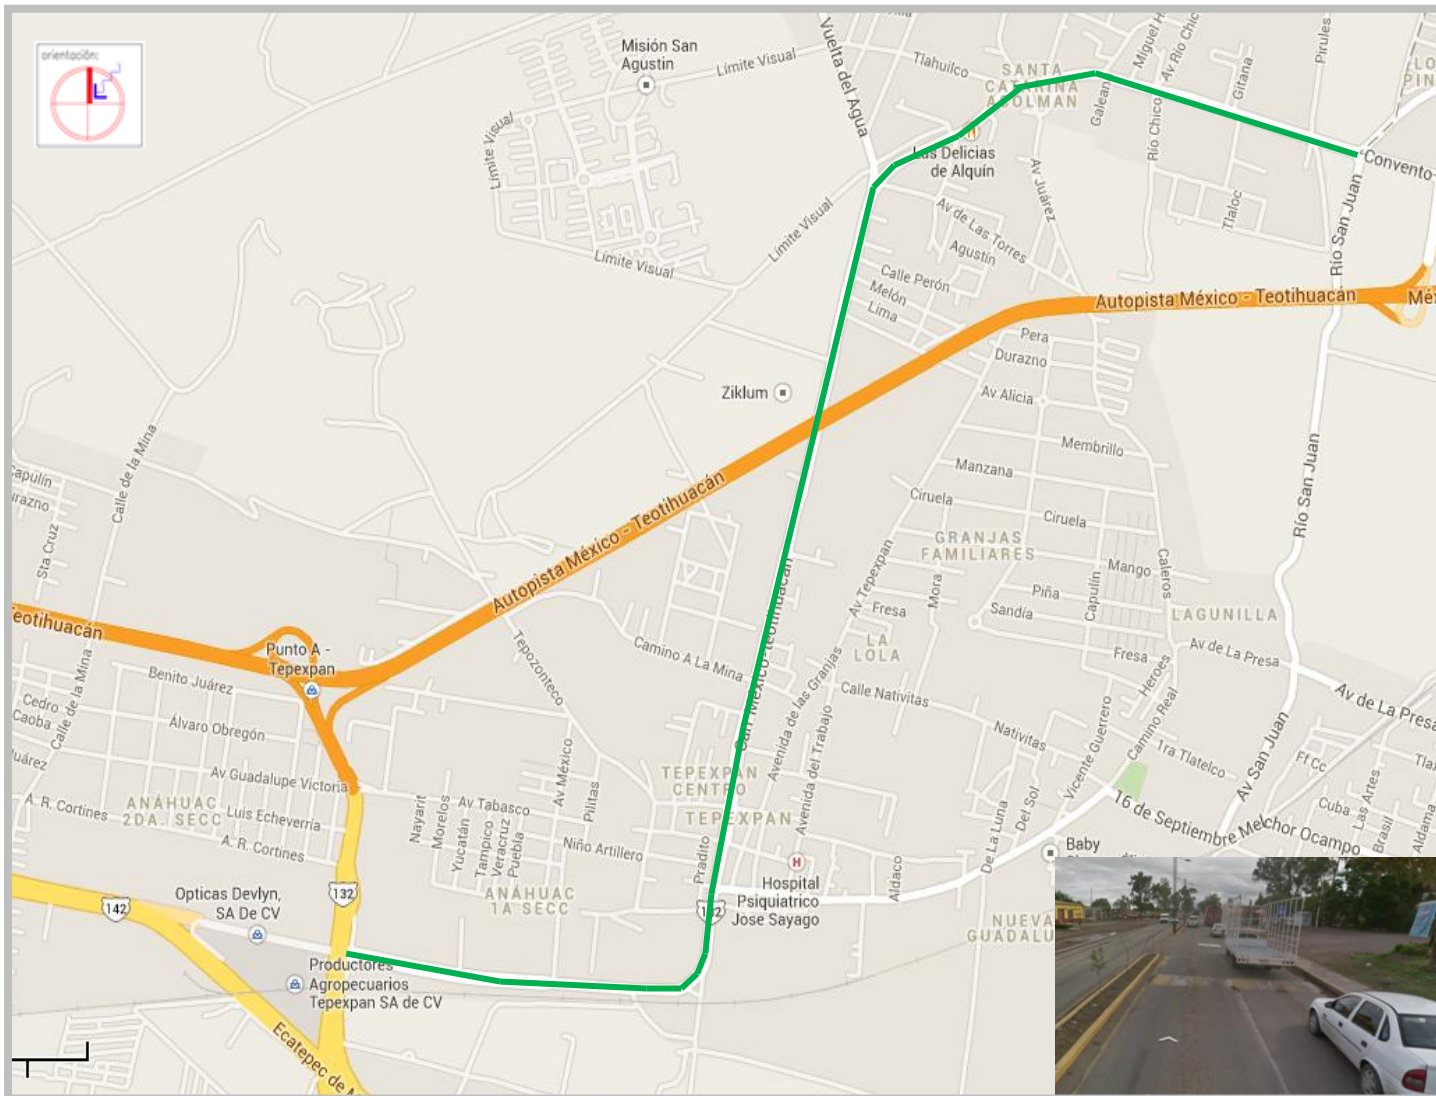 orientación:
Misión San
Agustin
Límite Visual
Vuelta del Agua
Tlahuilco
SANTA
CATARINA
ACOLMAN
Galeana
Av Río Chico
Río Chico
Gitana
Pirules
Límite Visual
Las Delicias
de Alquín
Av Juárez
Tlaloc
Convento
Río San Juan
Límite Visual
Límite Visual
Av de Las Torres
Agustín
Calle Perón
Melón
Lima
Autopista México - Teotihuacán
Pera
Durazno
Ziklum
Av Alicia
Membrillo
Manzana
Ciruela
Ciruela
Río San Juan
Calle de la Mina
Capulín
Sta Cruz
Autopista México - Teotihuacán
GRANJAS
FAMILIARES
Mango
Caleros
Capulín
Piña
Sandía
Mora
Av Tepexpan
Fresa
LAGUNILLA
LA
LOLA
Fresa
Av de La Presa
Heroes
Camino Real
Av de La Presa
Teotihuacán
Punto A -
Tepexpan
Benito Juárez
Calle de la Mina
Cedro
Caoba
Álvaro Obregón
Tepozonteco
Camino A La Mina
Calle Nativitas
Avenida de las Granjas
Avenida del Trabajo
Nativitas
Vicente Guerrero
1ra Tlatelco
Av San Juan
Ff Cc
Av Guadalupe Victoria
A. R. Cortines
ANÁHUAC
2DA. SECC
Luis Echeverría
A. R. Cortines
Nayarit
Morelos
Yucatán
Tampico
Veracruz
Puebla
Av Tabasco
Av México
Pilitas
Niño Artillero
TEPEXPAN
CENTRO
TEPEXPAN
Pradito
Del Sol
De La Luna
16 de Septiembre
Melchor Ocampo
Cuba
Las Artes
Brasil
Aldama
Baby
Opticas Devlyn,
SA De CV
142
132
ANÁHUAC
1A SECC
132
H
Hospital
Psiquiatrico
Jose Sayago
Aldaco
NUEVA
Productores
Agropecuarios
Tepexpan SA de CV